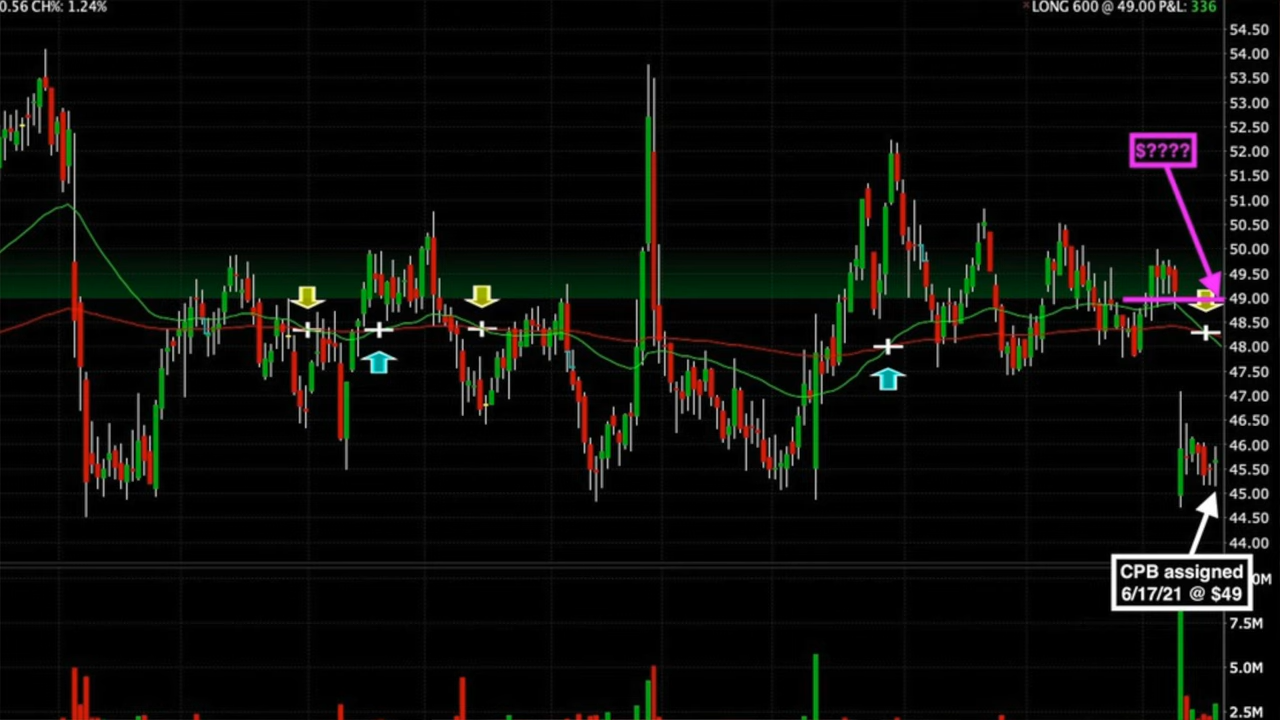 0.56 CH%: 1.24%
LONG 600 @ 49.00 P&L: 336
54.50
54.00
53.50
53.00
52.50
52.00
51.50
51.00
50.50
50.00
49.50
49.00
48.50
48.00
47.50
47.00
46.50
46.00
45.50
45.00
44.50
44.00
$????
CPB assigned
6/17/21 @ $49
0M
7.5M
5.0M
2.5M